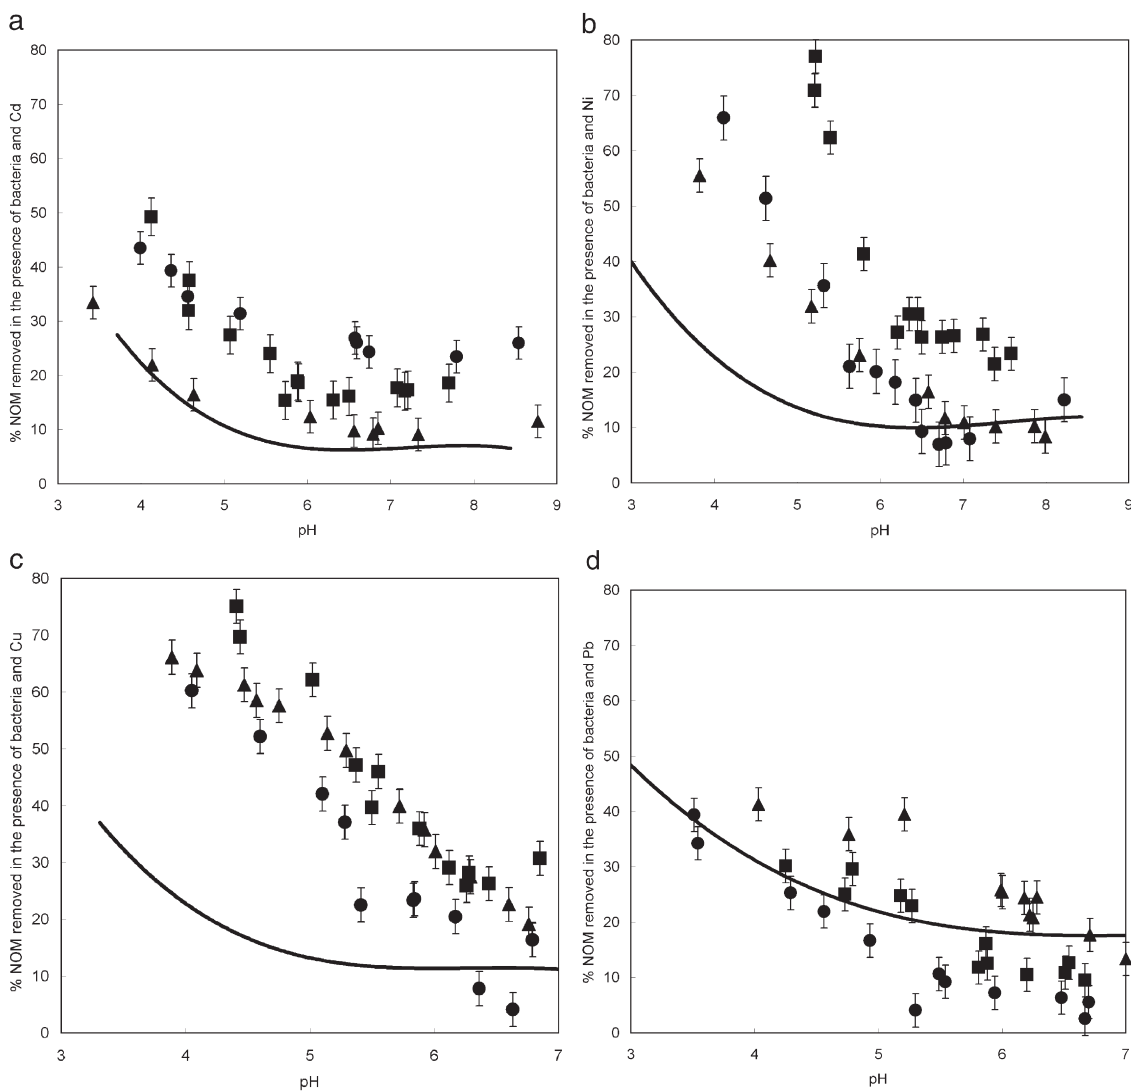 a
% NOM removed in the presence of bacteria and Cd
80
70
60
50
40
30
20
10
0
3 4 5 6 7 8 9
pH
b
% NOM removed in the presence of bacteria and Ni
80
70
60
50
40
30
20
10
0
3 4 5 6 7 8 9
pH
c
% NOM removed in the presence of bacteria and Cu
80
70
60
50
40
30
20
10
0
3 4 5 6 7
pH
d
% NOM removed in the presence of bacteria and Pb
80
70
60
50
40
30
20
10
0
3 4 5 6 7
pH